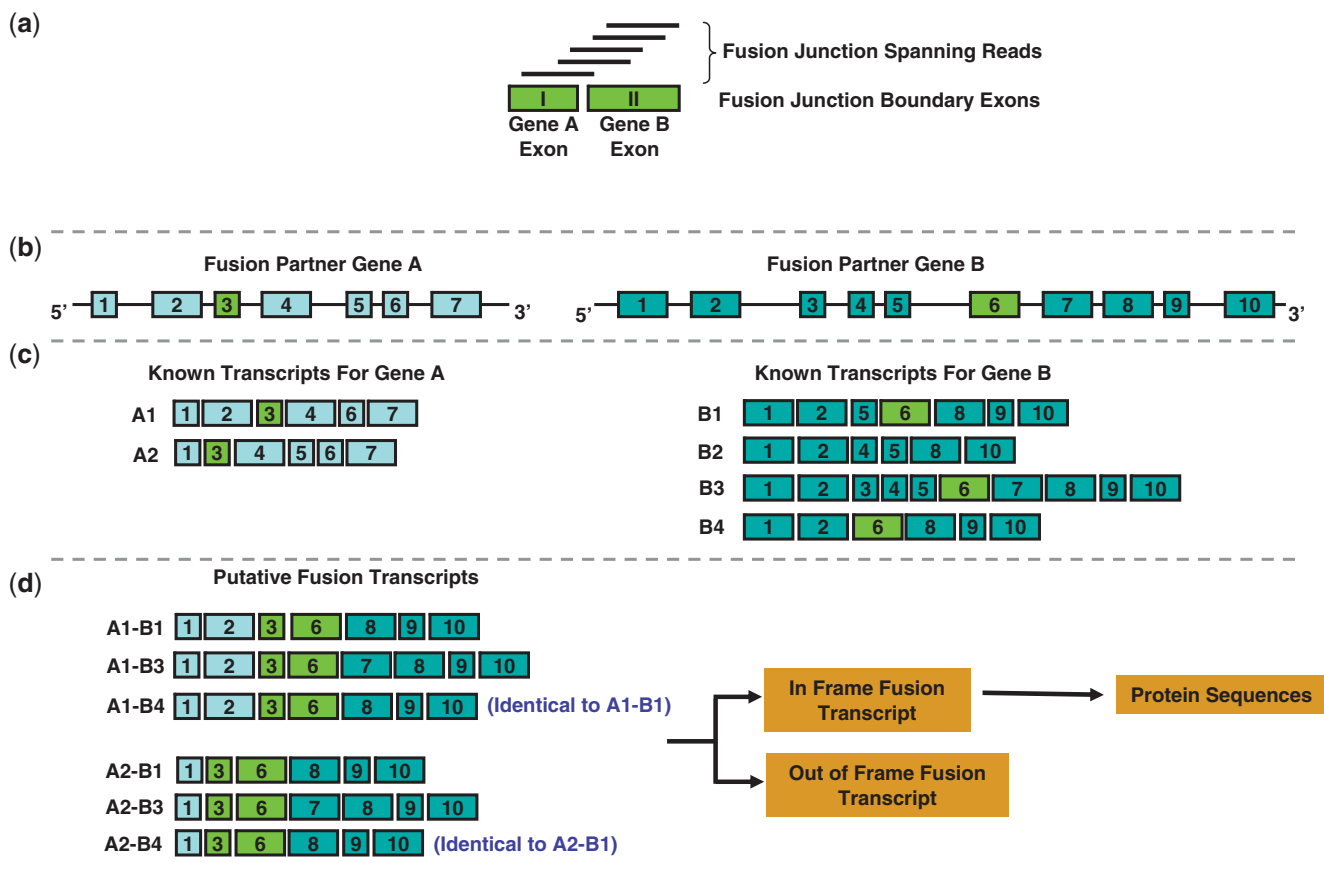 (a)
Fusion Junction Spanning Reads
I II
Fusion Junction Boundary Exons
Gene A Exon
Gene B Exon
(b)
Fusion Partner Gene A
Fusion Partner Gene B
5’ 1 2 3 4 5 6 7 3’
5’ 1 2 3 4 5 6 7 8 9 10 3’
(c)
Known Transcripts For Gene A
A1 1 2 3 4 6 7
A2 1 3 4 5 6 7
Known Transcripts For Gene B
B1 1 2 5 6 8 9 10
B2 1 2 4 5 8 10
B3 1 2 3 4 5 6 7 8 9 10
B4 1 2 6 8 9 10
(d)
Putative Fusion Transcripts
A1-B1 1 2 3 6 8 9 10
A1-B3 1 2 3 6 7 8 9 10
A1-B4 1 2 3 6 8 9 10 (Identical to A1-B1)
A2-B1 1 3 6 8 9 10
A2-B3 1 3 6 7 8 9 10
A2-B4 1 3 6 8 9 10 (Identical to A2-B1)
In Frame Fusion
Transcript
Protein Sequences
Out of Frame Fusion
Transcript